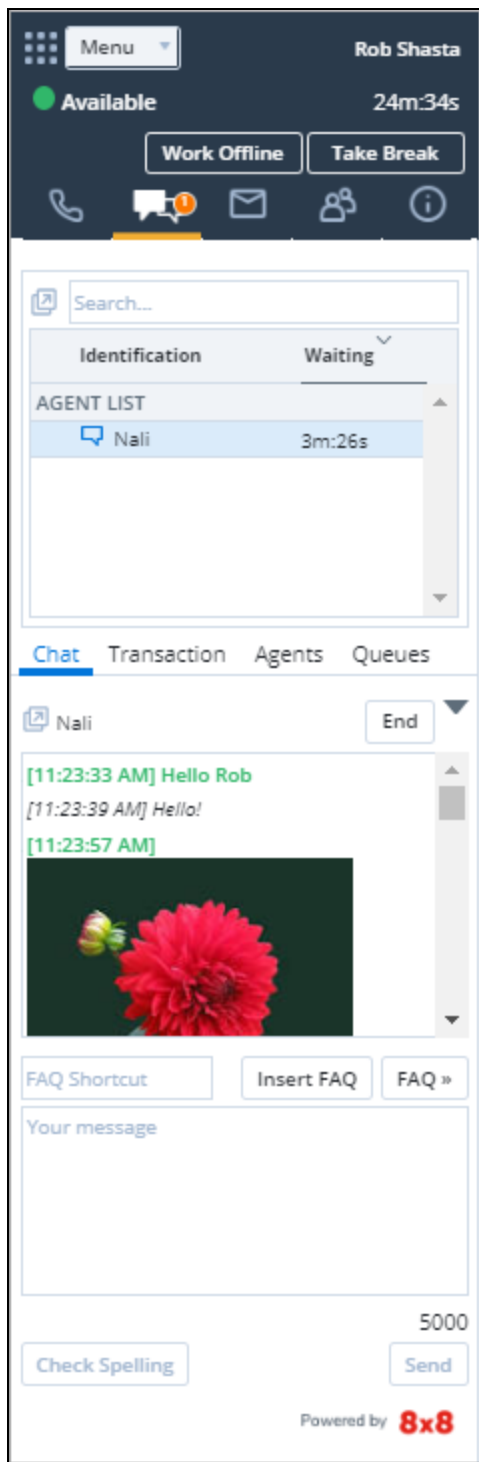 Menu Rob Shasta
Available 24m:34s
Work Offline Take Break
1
Search...
Identification Waiting
AGENT LIST
Nali 3m:26s
Chat Transaction Agents Queues
Nali End
[11:23:33 AM] Hello Rob
[11:23:39 AM] Hello!
[11:23:57 AM]
FAQ Shortcut Insert FAQ FAQ »
Your message
5000
Check Spelling Send
Powered by 8x8